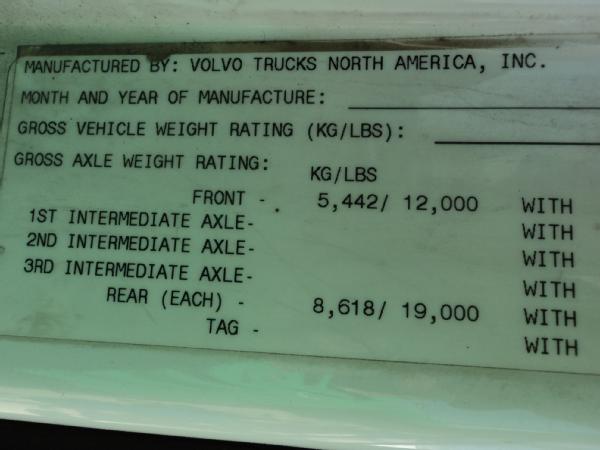 MANUFACTURED BY: VOLVO TRUCKS NORTH AMERICA, INC.
MONTH AND YEAR OF MANUFACTURE:
GROSS VEHICLE WEIGHT RATING (KG/LBS):
GROSS AXLE WEIGHT RATING: KG/LBS
FRONT - 5,442/ 12,000 WITH
1ST INTERMEDIATE AXLE- WITH
2ND INTERMEDIATE AXLE- WITH
3RD INTERMEDIATE AXLE- WITH
REAR (EACH) - 8,618/ 19,000 WITH
TAG - WITH